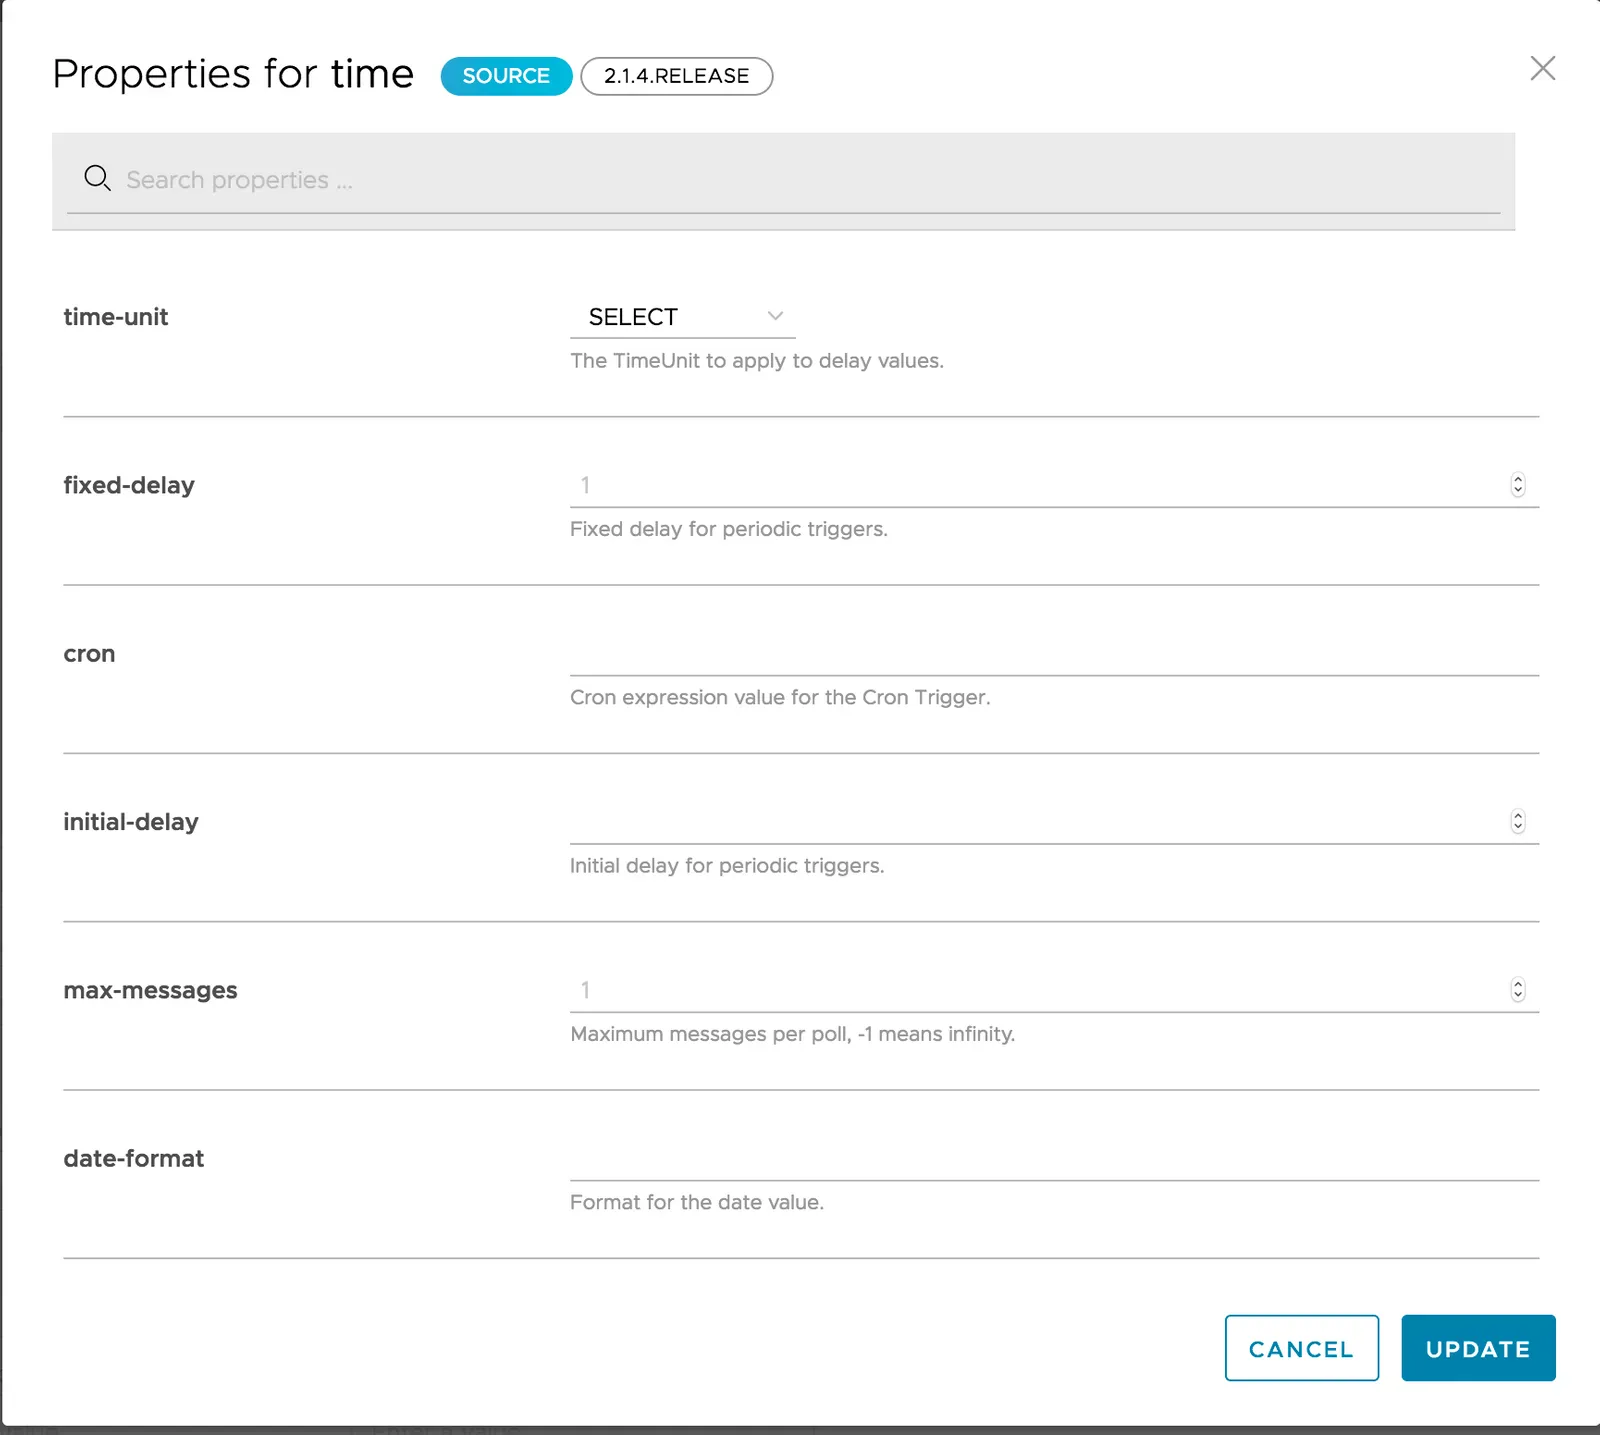 Properties for time SOURCE 2.1.4.RELEASE
Search properties ...
time-unit SELECT
The TimeUnit to apply to delay values.
fixed-delay 1
Fixed delay for periodic triggers.
cron
Cron expression value for the Cron Trigger.
initial-delay
Initial delay for periodic triggers.
max-messages 1
Maximum messages per poll, -1 means infinity.
date-format
Format for the date value.
CANCEL UPDATE